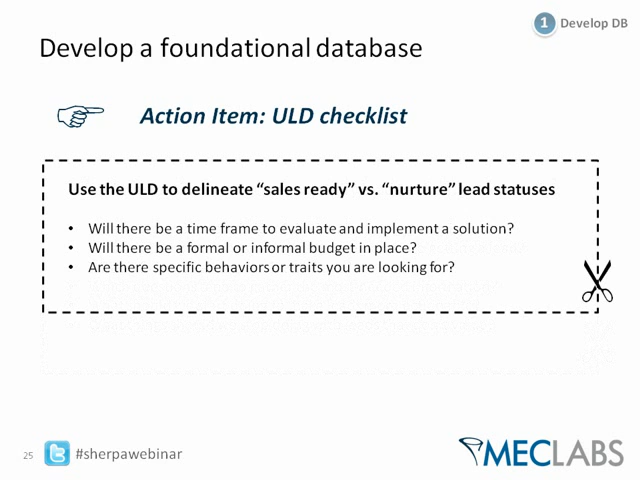 1 Develop DB
Develop a foundational database
Action Item: ULD checklist
Use the ULD to delineate “sales ready” vs. “nurture” lead statuses
• Will there be a time frame to evaluate and implement a solution?
• Will there be a formal or informal budget in place?
• Are there specific behaviors or traits you are looking for?
25 #sherpawebinar
MECLABS